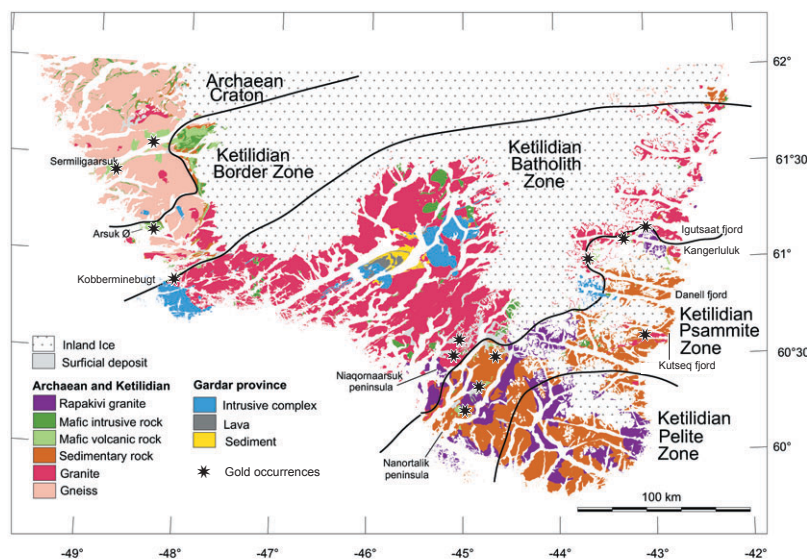 62°
Archaean
Craton
Sermiligaarsuk
Ketilidian
Border Zone
Ketilidian
Batholith
Zone
61°30'
Arsuk Ø
Igutsaat fjord
Kangerluluk
61°
Kobberminebugt
Danell fjord
Ketilidian
Psammite
Zone
Kutseq fjord
60°30'
Niaqornaarsuk
peninsula
Nanortalik
peninsula
Ketilidian
Pelite
Zone
60°
Inland Ice
Surficial deposit
Archaean and Ketilidian
Rapakivi granite
Mafic intrusive rock
Mafic volcanic rock
Sedimentary rock
Granite
Gneiss
Gardar province
Intrusive complex
Lava
Sediment
Gold occurrences
100 km
-49° -48° -47° -46° -45° -44° -43° -42°